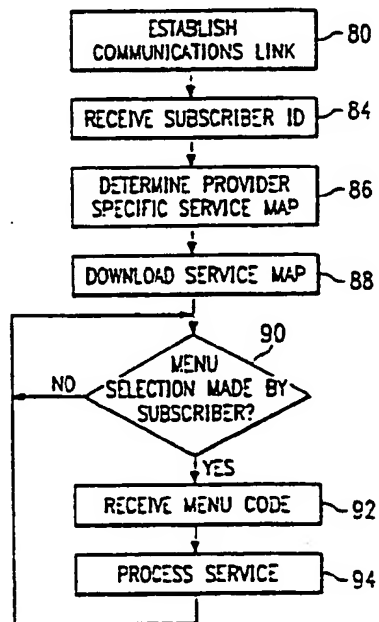 ESTABLISH
COMMUNICATIONS LINK
80
RECEIVE SUBSCRIBER ID
84
DETERMINE PROVIDER
SPECIFIC SERVICE MAP
86
DOWNLOAD SERVICE MAP
88
90
MENU
SELECTION MADE BY
SUBSCRIBER?
NO
YES
RECEIVE MENU CODE
92
PROCESS SERVICE
94